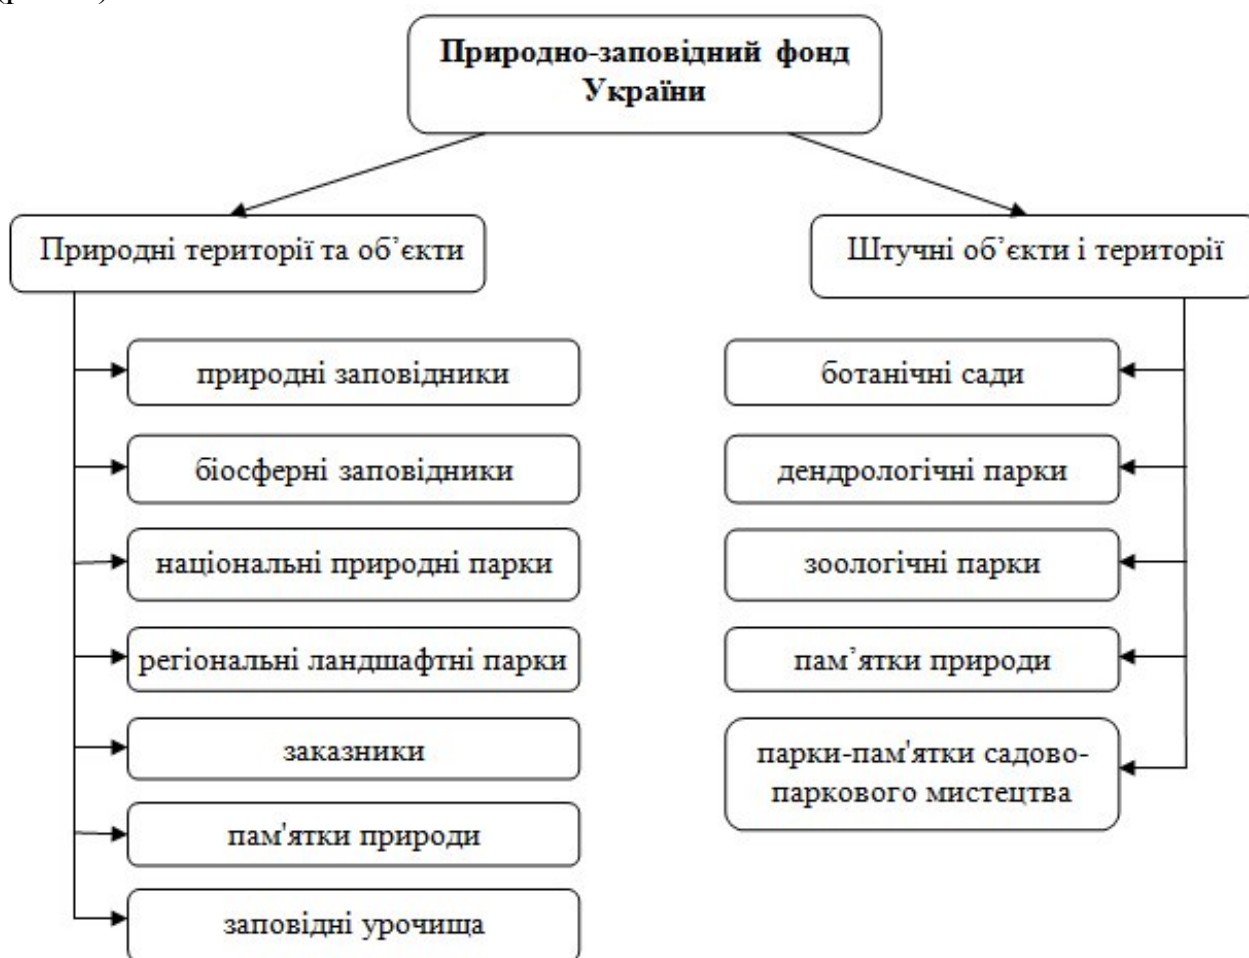 Природно-заповідний фонд
України
Природні території та об’єкти
Штучні об’єкти і території
природні заповідники
біосферні заповідники
національні природні парки
регіональні ландшафтні парки
заказники
пам'ятки природи
заповідні урочища
ботанічні сади
дендрологічні парки
зоологічні парки
пам’ятки природи
парки-пам'ятки садово-
паркового мистецтва